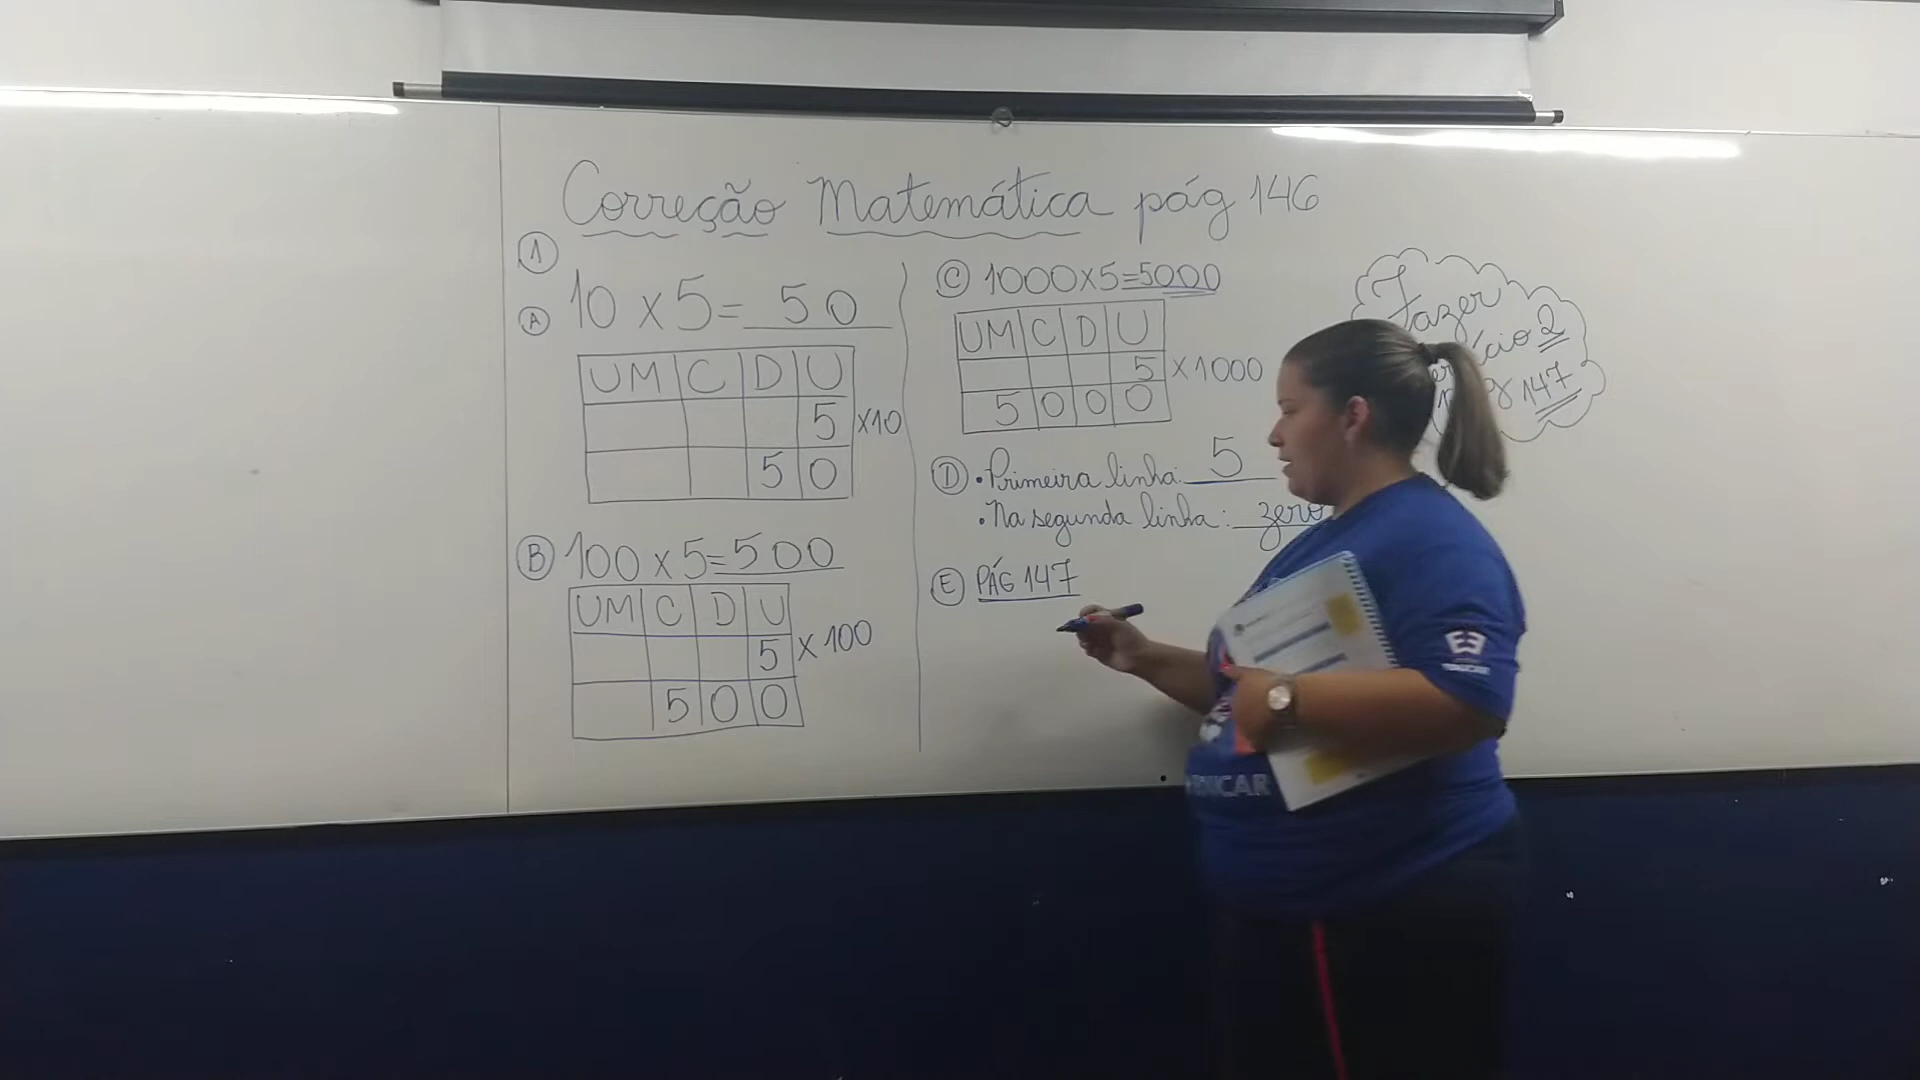 Correção Matemática pág 146
1
A 10 x 5 = 50
UM C D U
5 x10
5 0
B 100 x 5 = 500
UM C D U
5 x 100
5 0 0
C 1000x5=5000
UM C D U
5 x1000
5 0 0 0
D • Primeira linha: 5
• Na segunda linha: zero
E PÁG 147
Fazer
cio 2
147